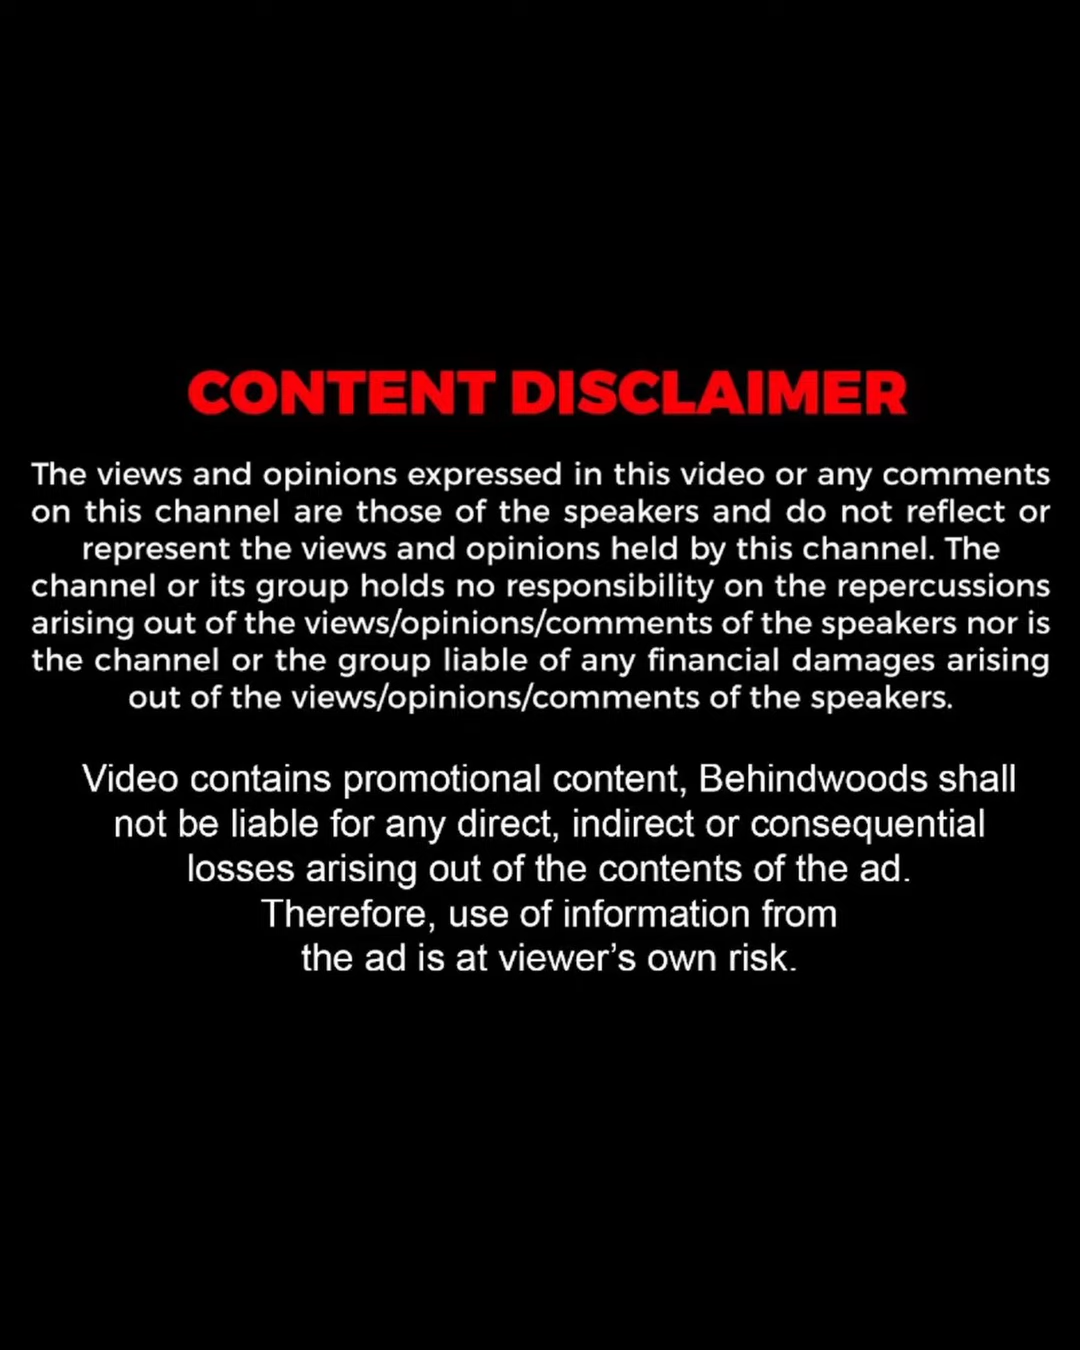 CONTENT DISCLAIMER
The views and opinions expressed in this video or any comments
on this channel are those of the speakers and do not reflect or
represent the views and opinions held by this channel. The
channel or its group holds no responsibility on the repercussions
arising out of the views/opinions/comments of the speakers nor is
the channel or the group liable of any financial damages arising
out of the views/opinions/comments of the speakers.
Video contains promotional content, Behindwoods shall
not be liable for any direct, indirect or consequential
losses arising out of the contents of the ad.
Therefore, use of information from
the ad is at viewer’s own risk.